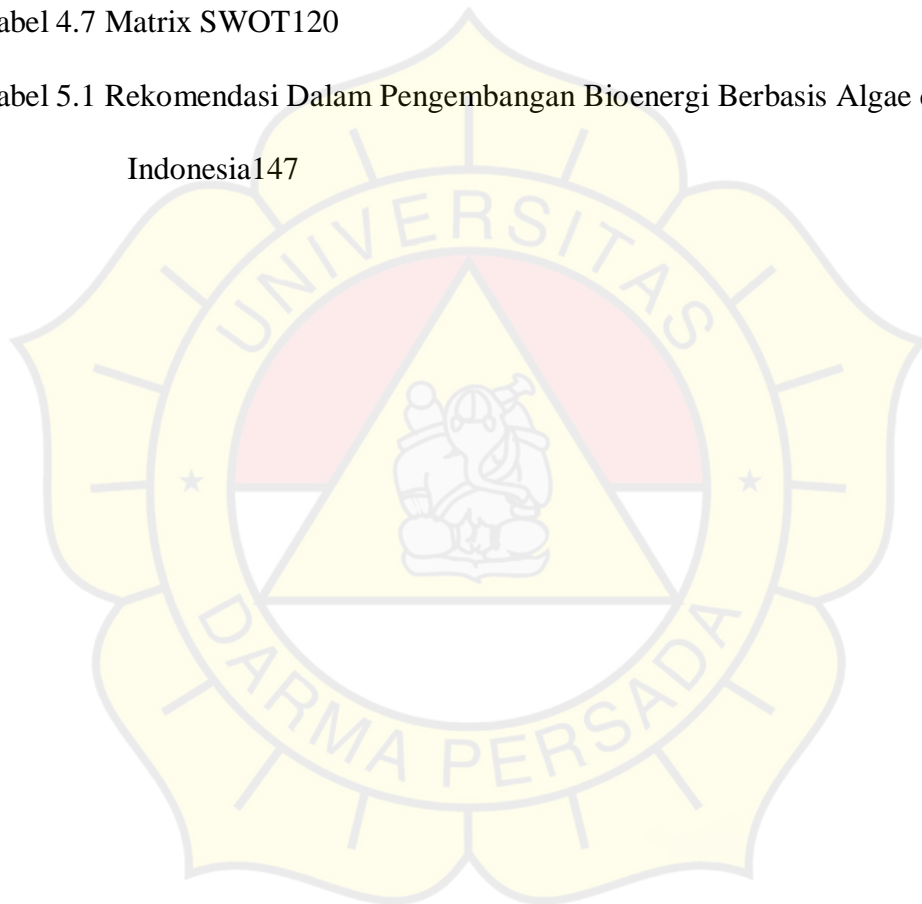 abel 4.7 Matrix SWOT120
abel 5.1 Rekomendasi Dalam Pengembangan Bioenergi Berbasis Algae
Indonesia147
UNIVERSITAS
DARMA PERSADA